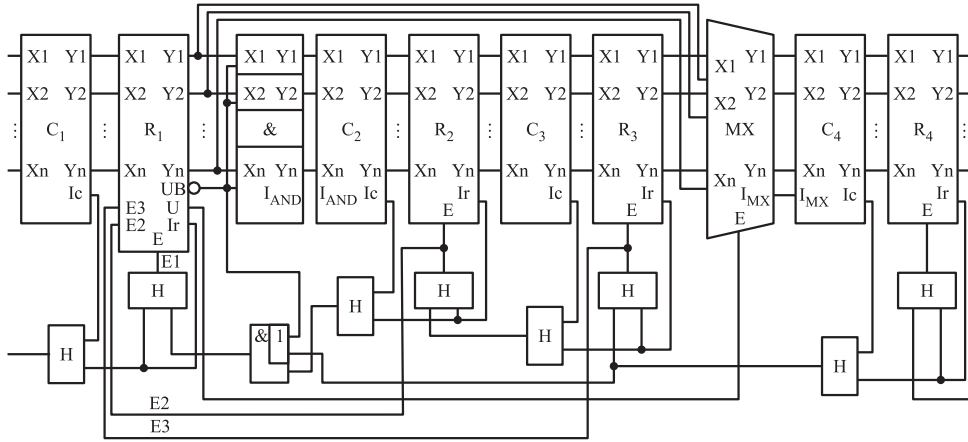 X1 Y1 X1 Y1 X1 Y1 X1 Y1 X1 Y1 X1 Y1 X1 Y1 Y1 X1 Y1 X1 Y1
X1
X2 Y2 X2 Y2 X2 Y2 X2 Y2 X2 Y2 X2 Y2 X2 Y2 Y2 X2 Y2 X2 Y2
X2
⋮ C1 ⋮ R1 ⋮ & C2 ⋮ R2 ⋮ C3 ⋮ R3 ⋮ MX C4 ⋮ R4 ⋮
Xn Yn Xn Yn Xn Yn Xn Yn Xn Yn Xn Yn Xn Yn Yn Xn Yn Xn Yn
Xn
Ic UB IAND IAND Ic Ir Ic Ir IMX IMX Ic Ir
E3 U E E E
E2 Ir
E
E1
H H H H
H H
H & 1 H
E2
E3